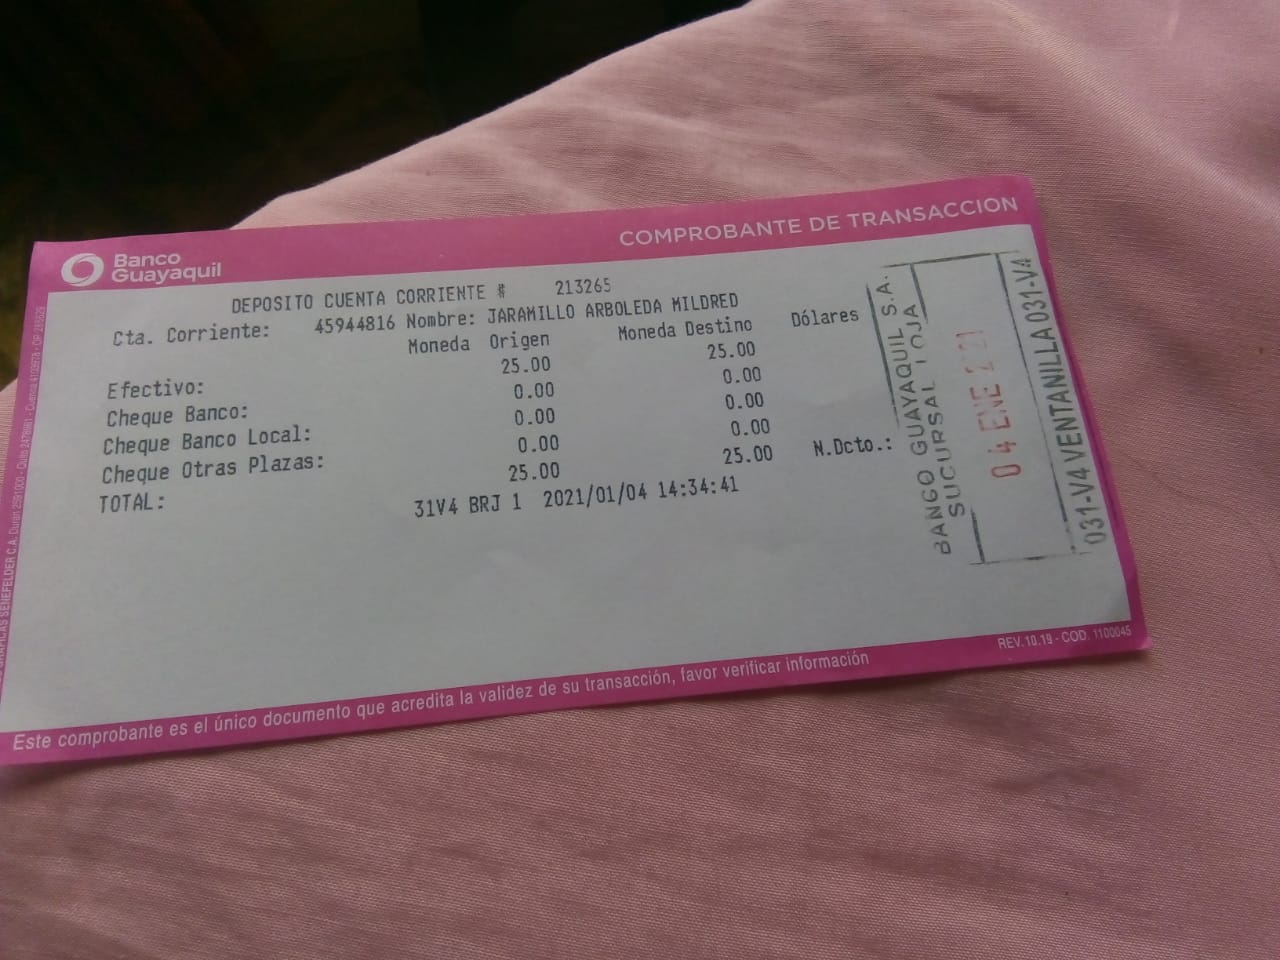 Banco
Guayaquil
COMPROBANTE DE TRANSACCION
DEPOSITO CUENTA CORRIENTE # 213265
Cta. Corriente: 45944816 Nombre: JARAMILLO ARBOLEDA MILDRED
Moneda Origen Moneda Destino Dólares
Efectivo: 25.00 25.00
Cheque Banco: 0.00 0.00
Cheque Banco Local: 0.00 0.00
Cheque Otras Plazas: 0.00 0.00
TOTAL: 25.00 25.00 N.Dcto.:
31V4 BRJ 1 2021/01/04 14:34:41
BANCO GUAYAQUIL S.A.
SUCURSAL LOJA
04 ENE
031-V4 VENTANILLA 031-V4
Este comprobante es el único documento que acredita la validez de su transacción, favor verificar información
REV.10.19 - COD. 1100045